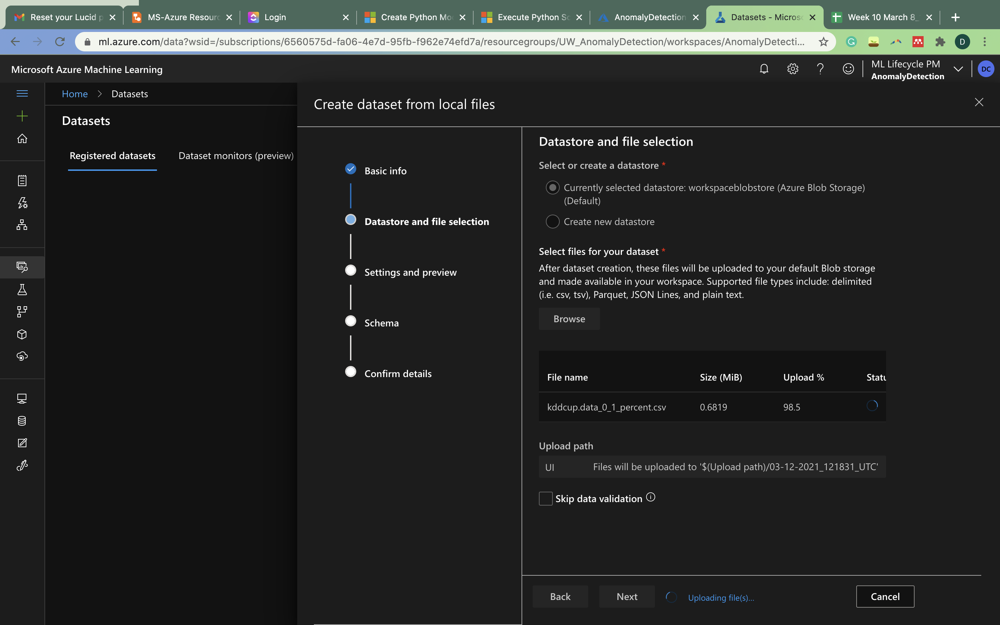 Reset your Lucid p
MS-Azure Resourc
Login
Create Python Mo
Execute Python Sc
AnomalyDetection
Datasets - Micros
Week 10 March 8_
ml.azure.com/data?wsid=/subscriptions/6560575d-fa06-4e7d-95fb-f962e74efd7a/resourcegroups/UW_AnomalyDetection/workspaces/AnomalyDetecti...
D
Microsoft Azure Machine Learning
ML Lifecycle PM
AnomalyDetection
DC
Home > Datasets
Datasets
Registered datasets
Dataset monitors (preview)
Create dataset from local files
Basic info
Datastore and file selection
Settings and preview
Schema
Confirm details
Datastore and file selection
Select or create a datastore *
Currently selected datastore: workspaceblobstore (Azure Blob Storage)
(Default)
Create new datastore
Select files for your dataset *
After dataset creation, these files will be uploaded to your default Blob storage
and made available in your workspace. Supported file types include: delimited
(i.e. csv, tsv), Parquet, JSON Lines, and plain text.
Browse
File name Size (MiB) Upload % Statu
kddcup.data_0_1_percent.csv 0.6819 98.5
Upload path
UI Files will be uploaded to '$(Upload path)/03-12-2021_121831_UTC'
Skip data validation
Back
Next
Uploading file(s)...
Cancel